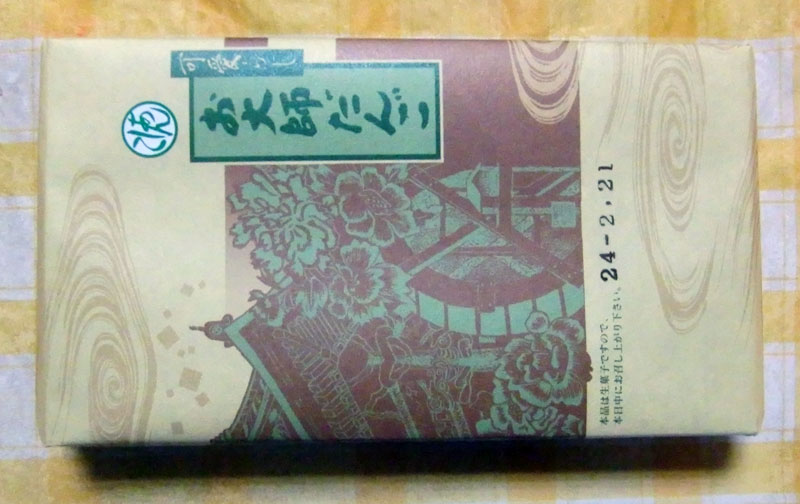 お大師だんご
24-2,21
本品は生菓子ですので、
本日中にお召し上がり下さい。